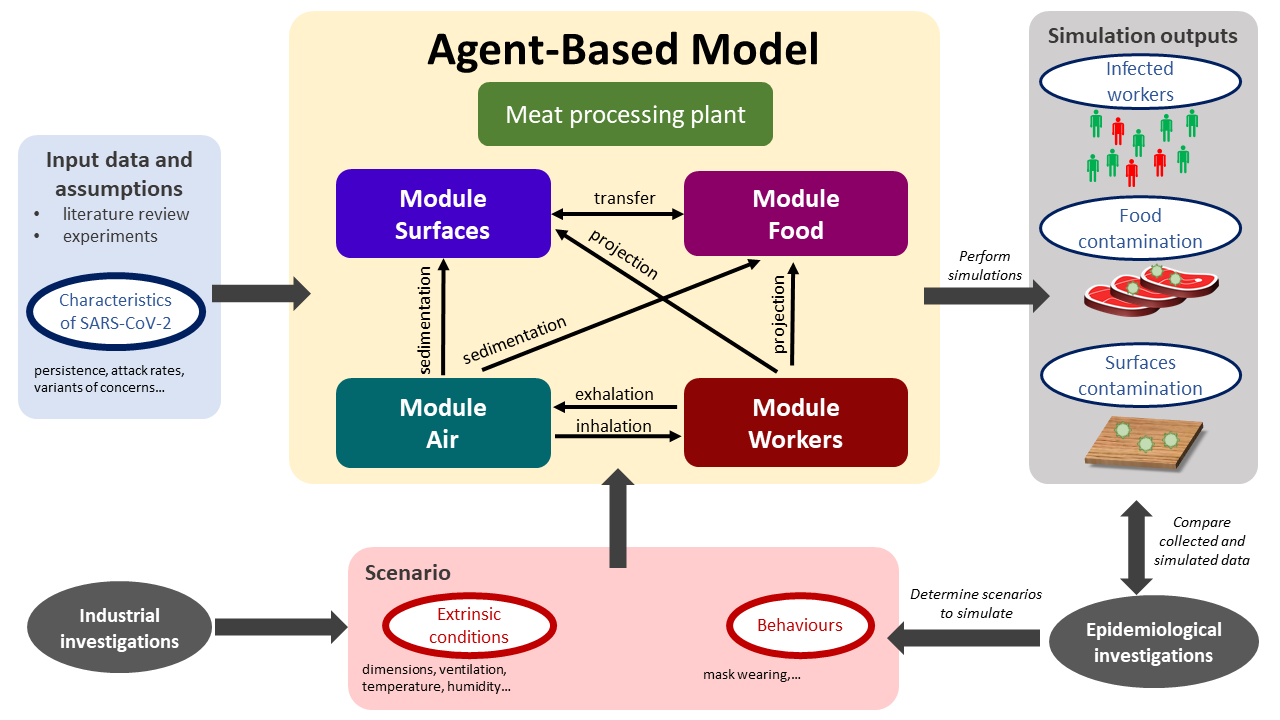 Agent-Based Model
Meat processing plant
Module
Surfaces
Module
Food
Module
Air
Module
Workers
transfer
projection
projection
sedimentation
sedimentation
exhalation
inhalation
Input data and
assumptions
• literature review
• experiments
Characteristics
of SARS-CoV-2
persistence, attack rates,
variants of concerns...
Perform
simulations
Simulation outputs
Infected
workers
Food
contamination
Surfaces
contamination
Compare
collected and
simulated data
Determine scenarios
to simulate
Epidemiological
investigations
Industrial
investigations
Scenario
Extrinsic
conditions
dimensions, ventilation,
temperature, humidity...
Behaviours
mask wearing,...